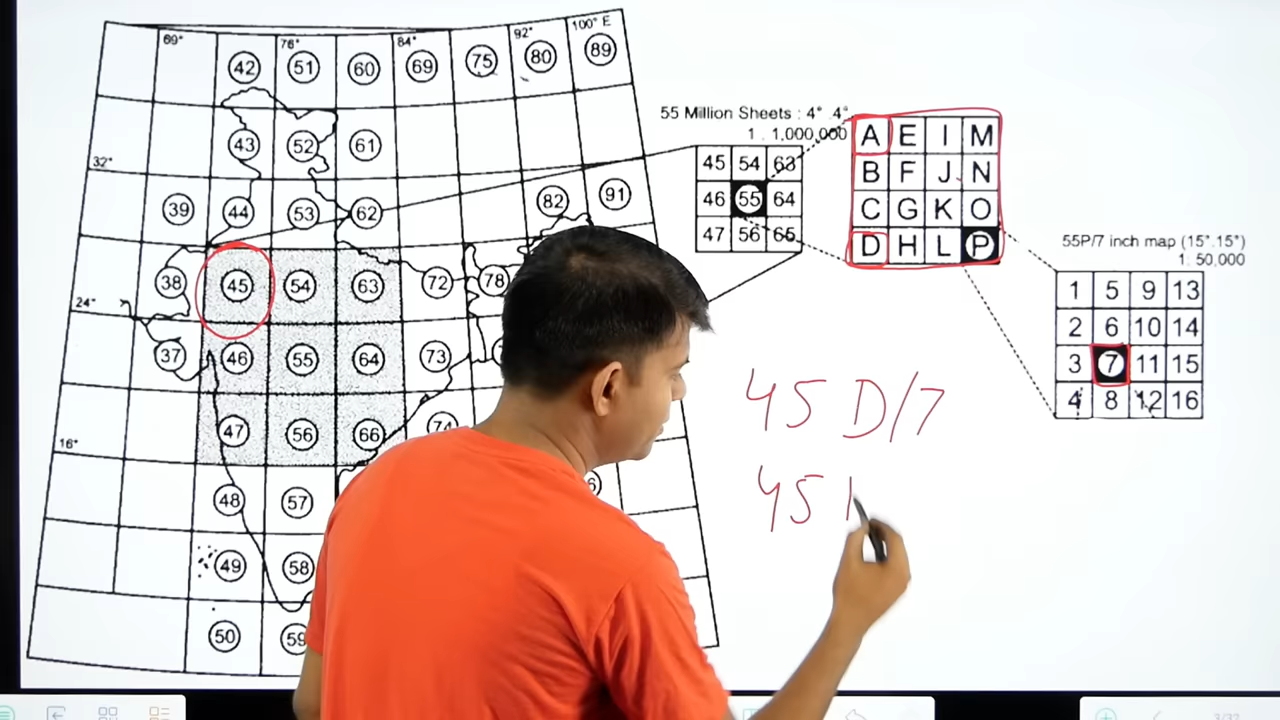 100° E
92°
84°
76°
69°
42 51 60 69 75 80 89
43 52 61
32°
39 44 53 62 82 91
38 45 54 63 72 78
24°
37 46 55 64 73
47 56 66 74
16°
48 57
49 58
50 59
55 Million Sheets : 4° .4°
1 . 1.000,000
45 54 63
46 55 64
47 56 65
A E I M
B F J N
C G K O
D H L P
55P/7 inch map (15°.15°)
1: 50,000
1 5 9 13
2 6 10 14
3 7 11 15
4 8 12 16
45 D/7
45
3/32